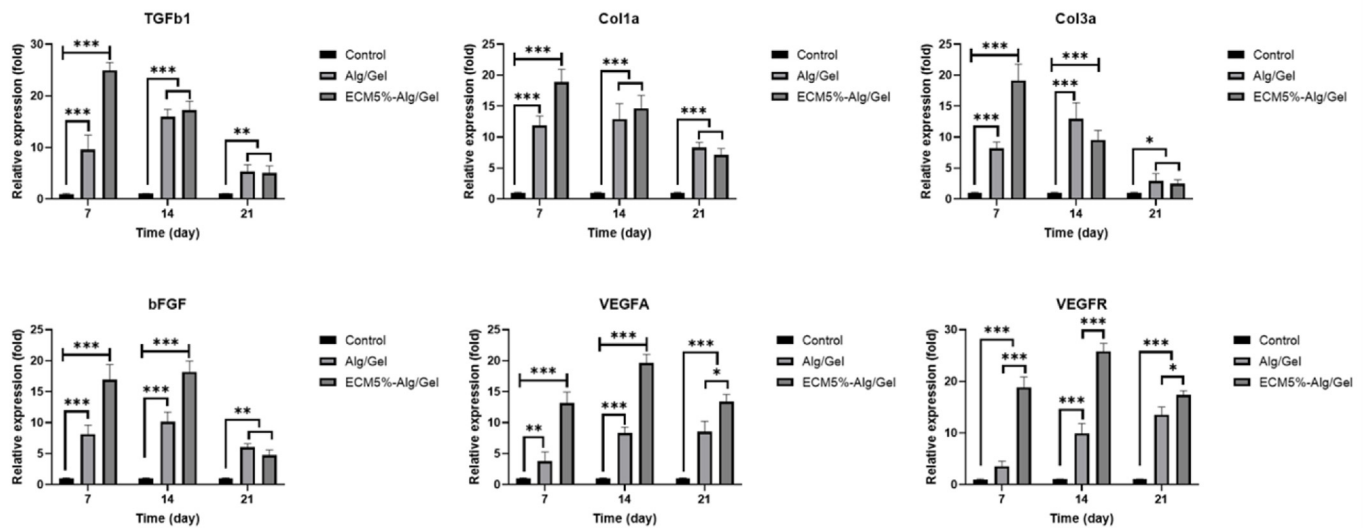 TGFb1
Relative expression (fold)
30
20
10
0
***
***
***
**
7
14
21
Time (day)
Control
Alg/Gel
ECM5%-Alg/Gel
Col1a
Relative expression (fold)
25
20
15
10
5
0
***
***
***
***
7
14
21
Time (day)
Control
Alg/Gel
ECM5%-Alg/Gel
Col3a
Relative expression (fold)
25
20
15
10
5
0
***
***
***
***
*
7
14
21
Time (day)
Control
Alg/Gel
ECM5%-Alg/Gel
bFGF
Relative expression (fold)
25
20
15
10
5
0
***
***
***
***
**
7
14
21
Time (day)
Control
Alg/Gel
ECM5%-Alg/Gel
VEGFA
Relative expression (fold)
25
20
15
10
5
0
***
**
***
***
***
*
7
14
21
Time (day)
Control
Alg/Gel
ECM5%-Alg/Gel
VEGFR
Relative expression (fold)
30
20
10
0
***
***
***
***
***
*
7
14
21
Time (day)
Control
Alg/Gel
ECM5%-Alg/Gel